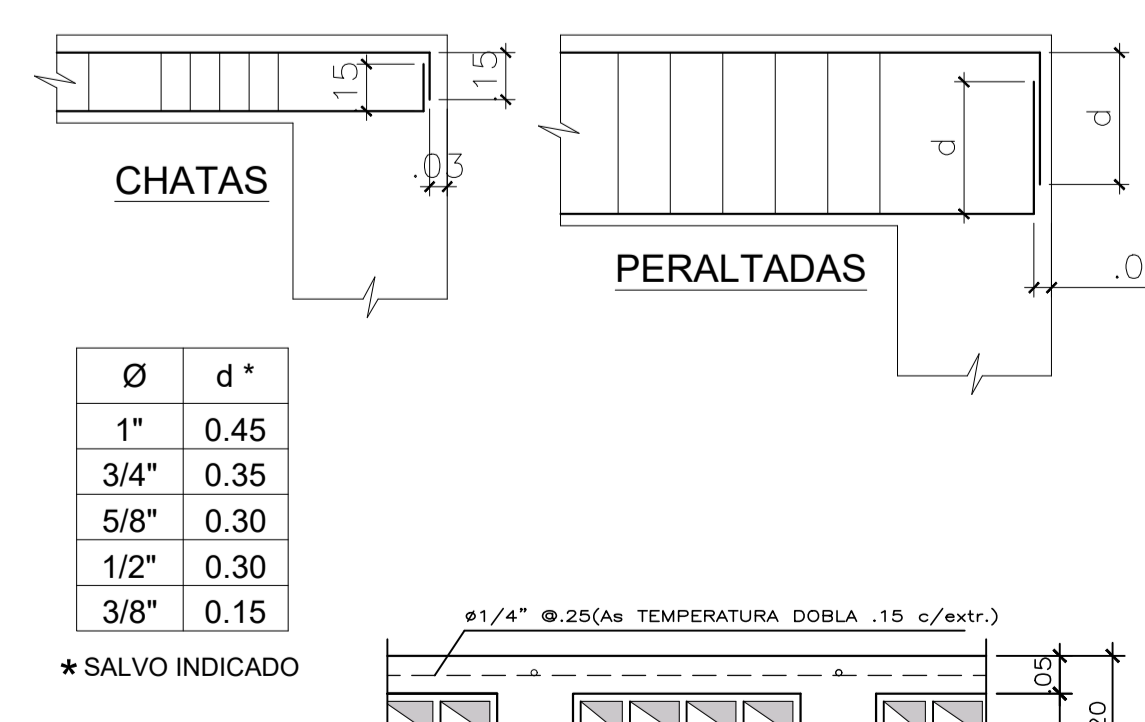 .15
.15
.03
CHATAS
d
d
.0
PERALTADAS
Ø d *
1" 0.45
3/4" 0.35
5/8" 0.30
1/2" 0.30
3/8" 0.15
* SALVO INDICADO
ø1/4" @.25(As TEMPERATURA DOBLA .15 c/extr.)
.05
20